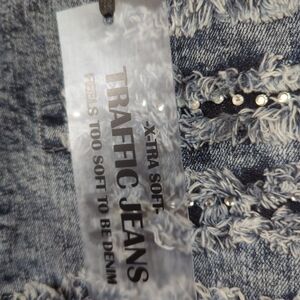 -X-TRA SOFT-
TRAFFIC JEANS
FEELS TOO SOFT TO BE DENIM